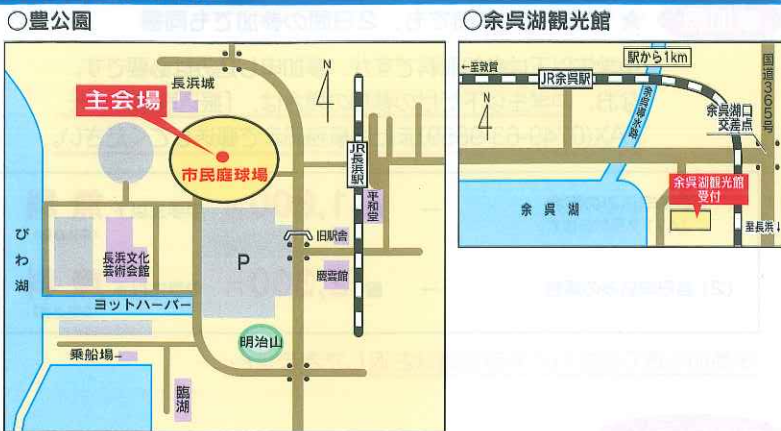 ○豊公園
N
長浜城
主会場
市民庭球場
JR長浜駅
平和堂
旧駅舎
慶雲館
P
びわ湖
長浜文化
芸術会館
ヨットハーバー
明治山
乗船場
臨湖
○余呉湖観光館
駅から1km
←至敦賀
JR余呉駅
国道365号
余呉湖口
交差点
余呉導水路
N
余呉湖観光館
受付
余呉湖
至長浜↓